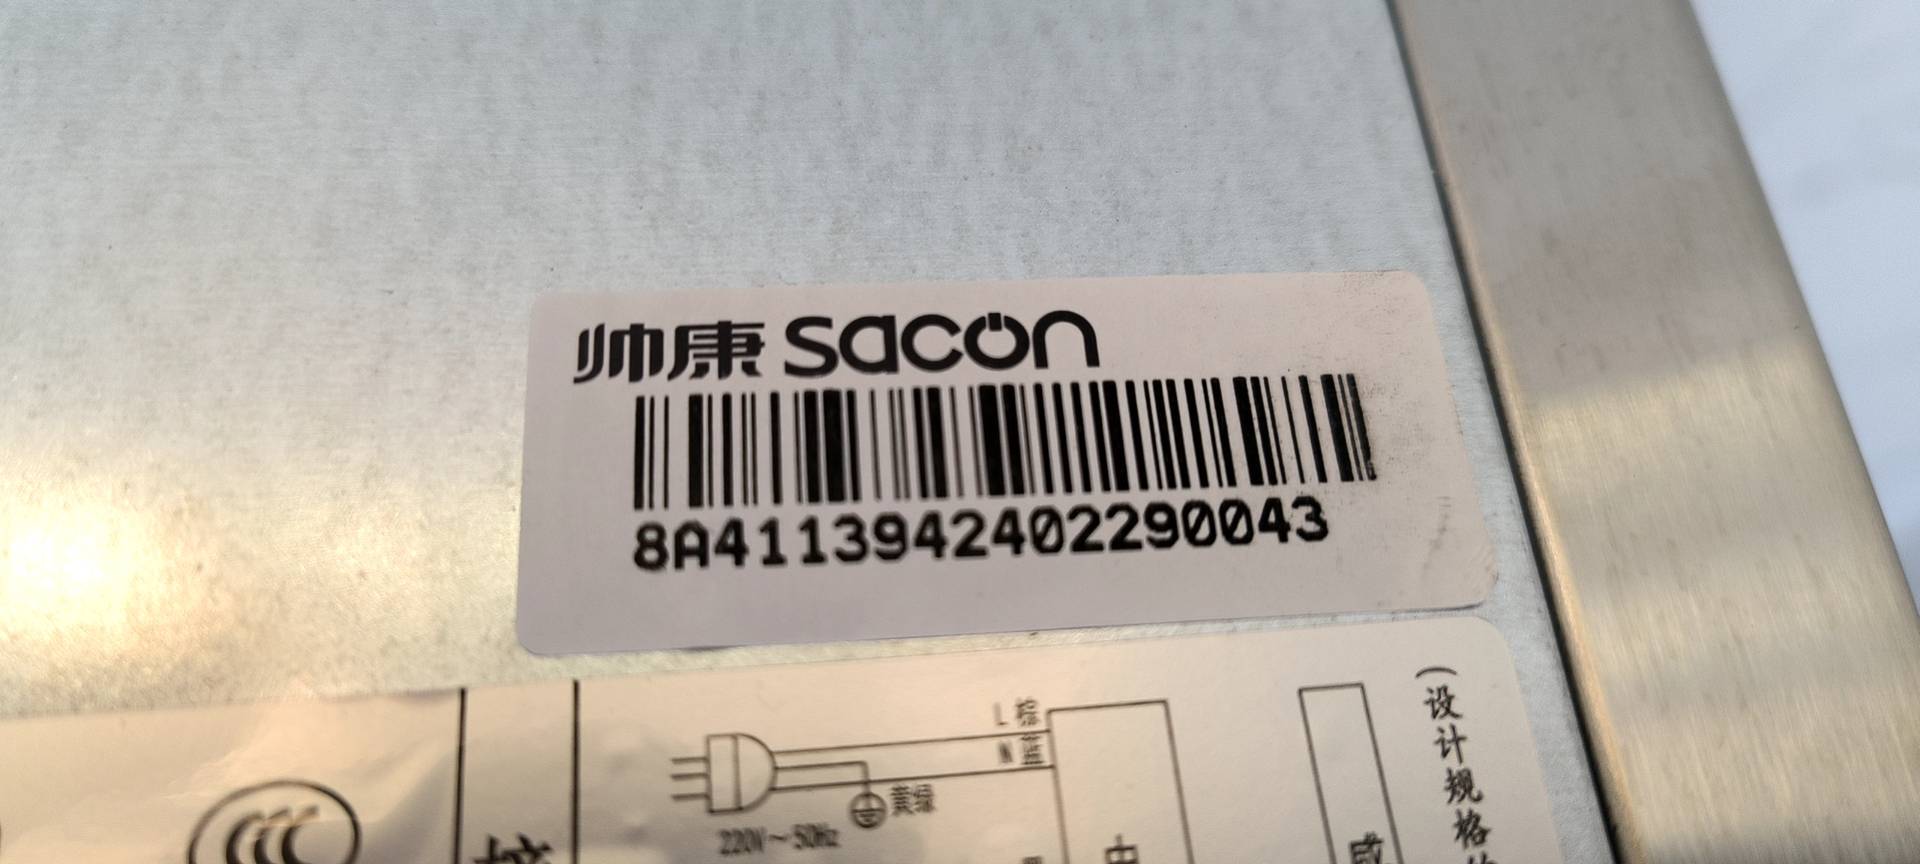 帅康 sacon
8A4113942402290043
L 棕
N 蓝
黄绿
220V～50Hz
(设计规格